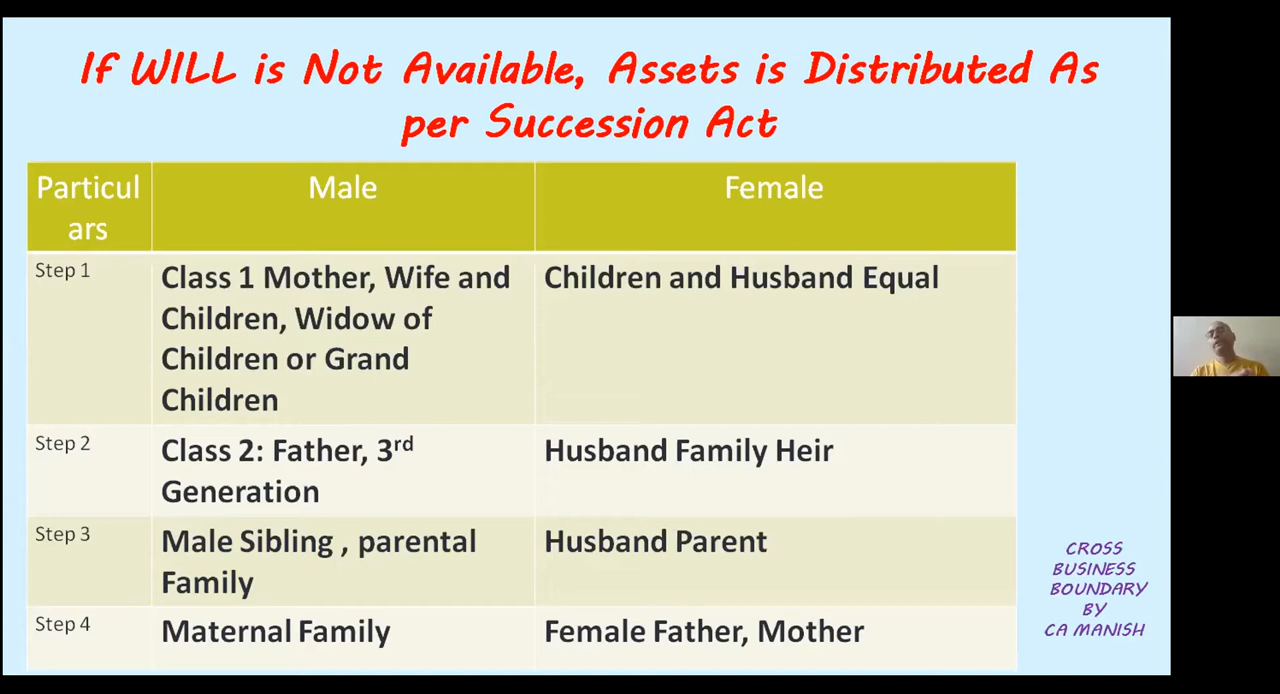 If WILL is Not Available, Assets is Distributed As
per Succession Act
Particul
ars
Male
Female
Step 1
Class 1 Mother, Wife and
Children, Widow of
Children or Grand
Children
Children and Husband Equal
Step 2
Class 2: Father, 3rd
Generation
Husband Family Heir
Step 3
Male Sibling , parental
Family
Husband Parent
Step 4
Maternal Family
Female Father, Mother
CROSS
BUSINESS
BOUNDARY
BY
CA MANISH